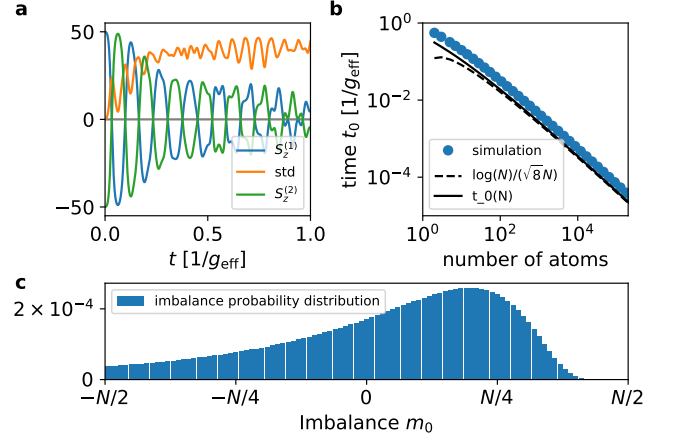 a
50
0
−50
S_z^(1)
std
S_z^(2)
0.0
0.5
1.0
t [1/g_eff]
b
time t_0 [1/g_eff]
10^0
10^−2
10^−4
simulation
log(N)/(√8N)
t_0(N)
10^0
10^2
10^4
number of atoms
c
2 × 10^−4
0
imbalance probability distribution
−N/2
−N/4
0
N/4
N/2
Imbalance m_0